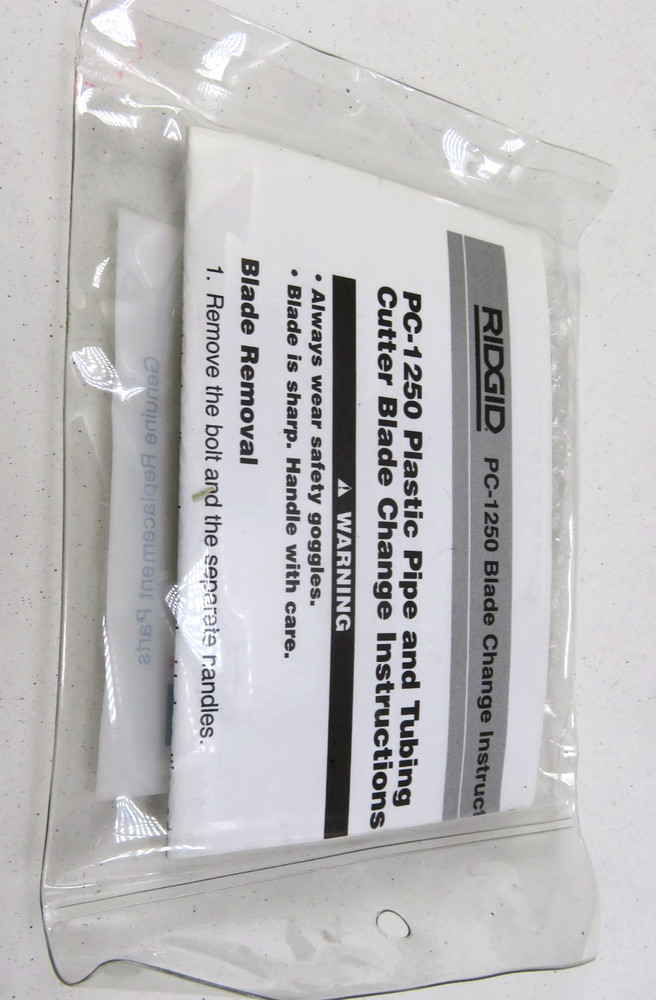 RIDGID PC-1250 Blade Change Instruct
PC-1250 Plastic Pipe and Tubing
Cutter Blade Change Instructions
WARNING
• Always wear safety goggles.
• Blade is sharp. Handle with care.
Blade Removal
1. Remove the bolt and the separate handles.
Genuine Replacement Parts